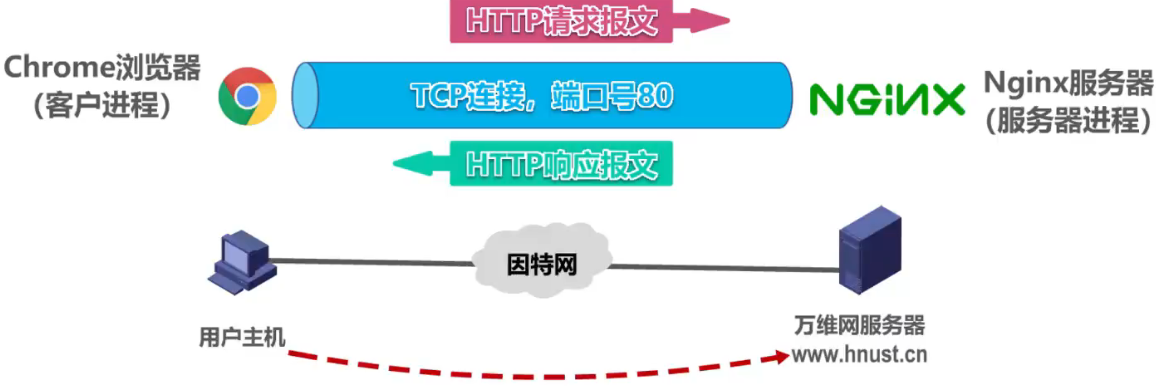 HTTP请求报文
Chrome浏览器
（客户进程）
TCP连接，端口号80
NGINX
Nginx服务器
（服务器进程）
HTTP响应报文
因特网
用户主机
万维网服务器
www.hnust.cn